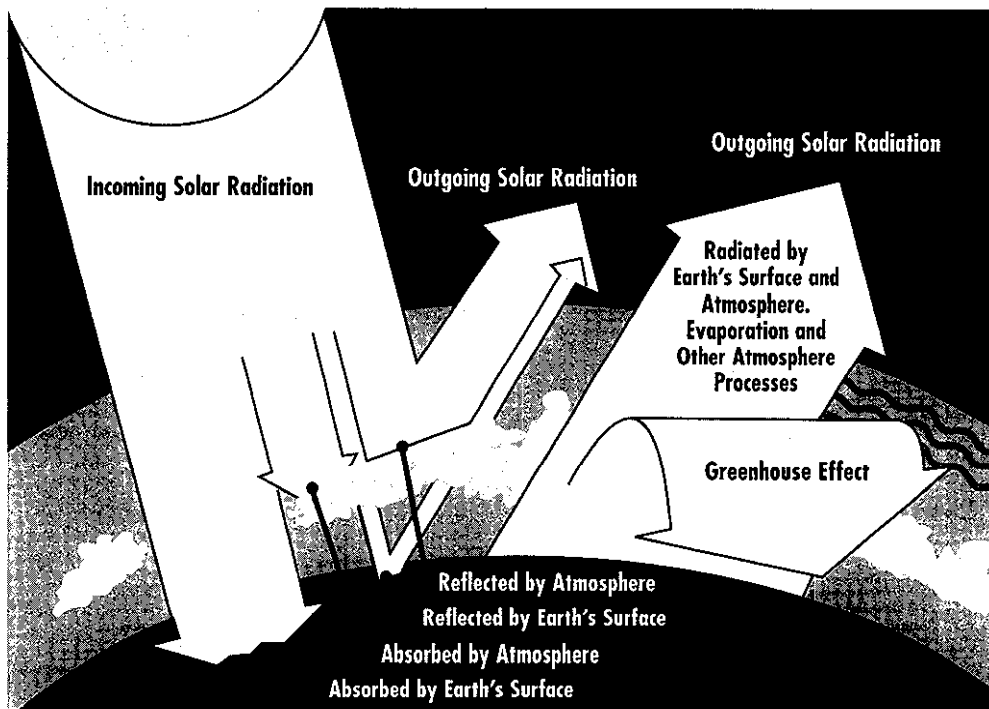 Incoming Solar Radiation
Outgoing Solar Radiation
Outgoing Solar Radiation
Radiated by
Earth's Surface and
Atmosphere.
Evaporation and
Other Atmosphere
Processes
Greenhouse Effect
Reflected by Atmosphere
Reflected by Earth's Surface
Absorbed by Atmosphere
Absorbed by Earth's Surface